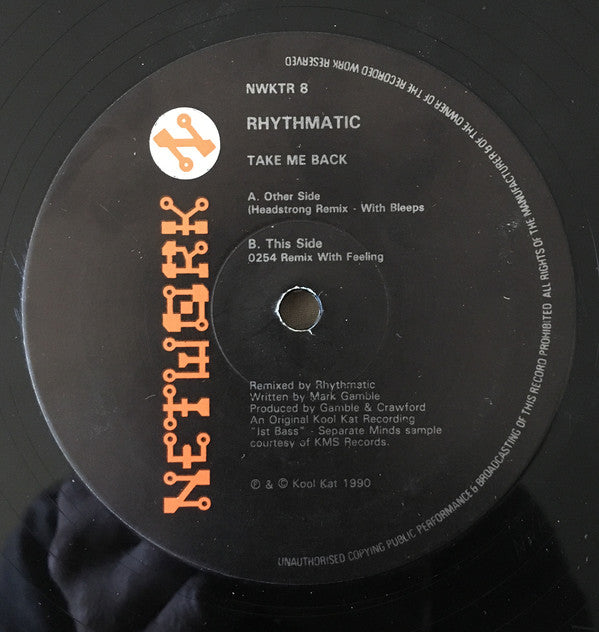 NWKTR 8
RHYTHMATIC
TAKE ME BACK
A. Other Side
(Headstrong Remix - With Bleeps
B. This Side
0254 Remix With Feeling
N
NETWORK
Remixed by Rhythmatic
Written by Mark Gamble
Produced by Gamble & Crawford
An Original Kool Kat Recording
"Ist Bass" - Separate Minds sample
courtesy of KMS Records.
℗ & © Kool Kat 1990
UNAUTHORISED COPYING PUBLIC PERFORMANCE & BROADCASTING OF THIS RECORD PROHIBITED ALL RIGHTS OF THE MANUFACTURER & OF THE OWNER OF THE RECORDED WORK RESERVED